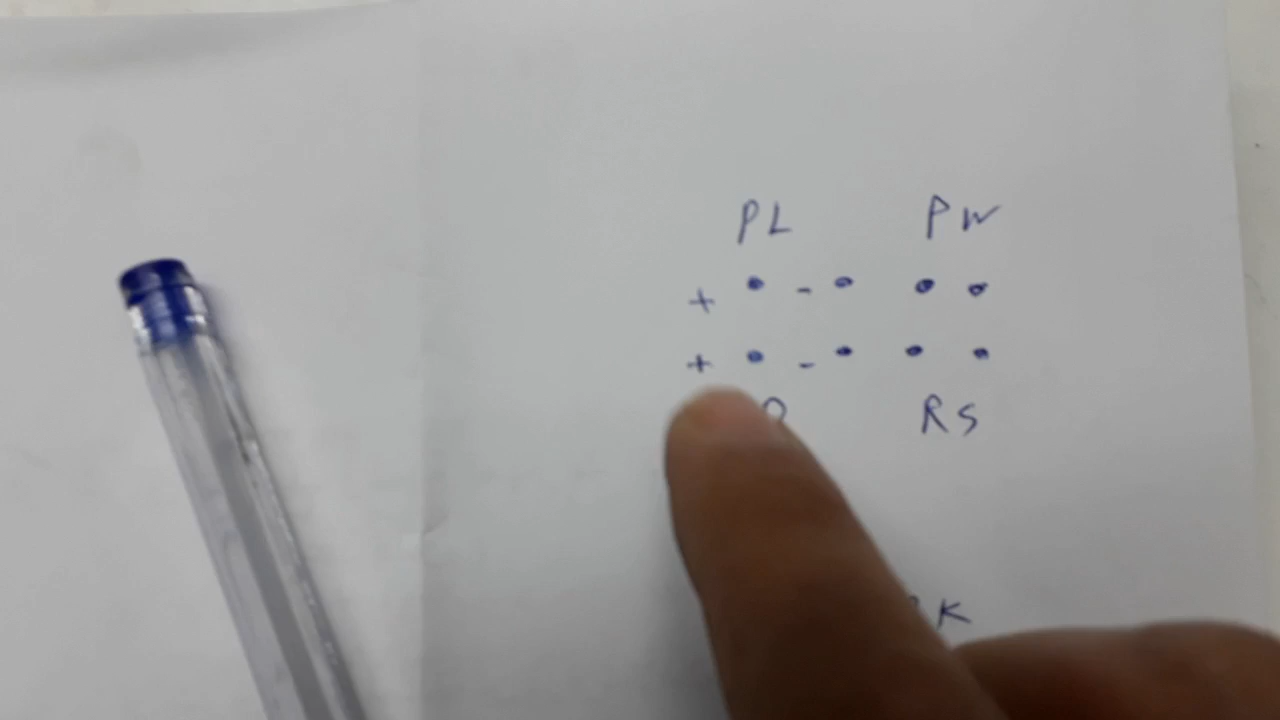 PL PW
+ • - • • •
+ • - • • •
RS
K